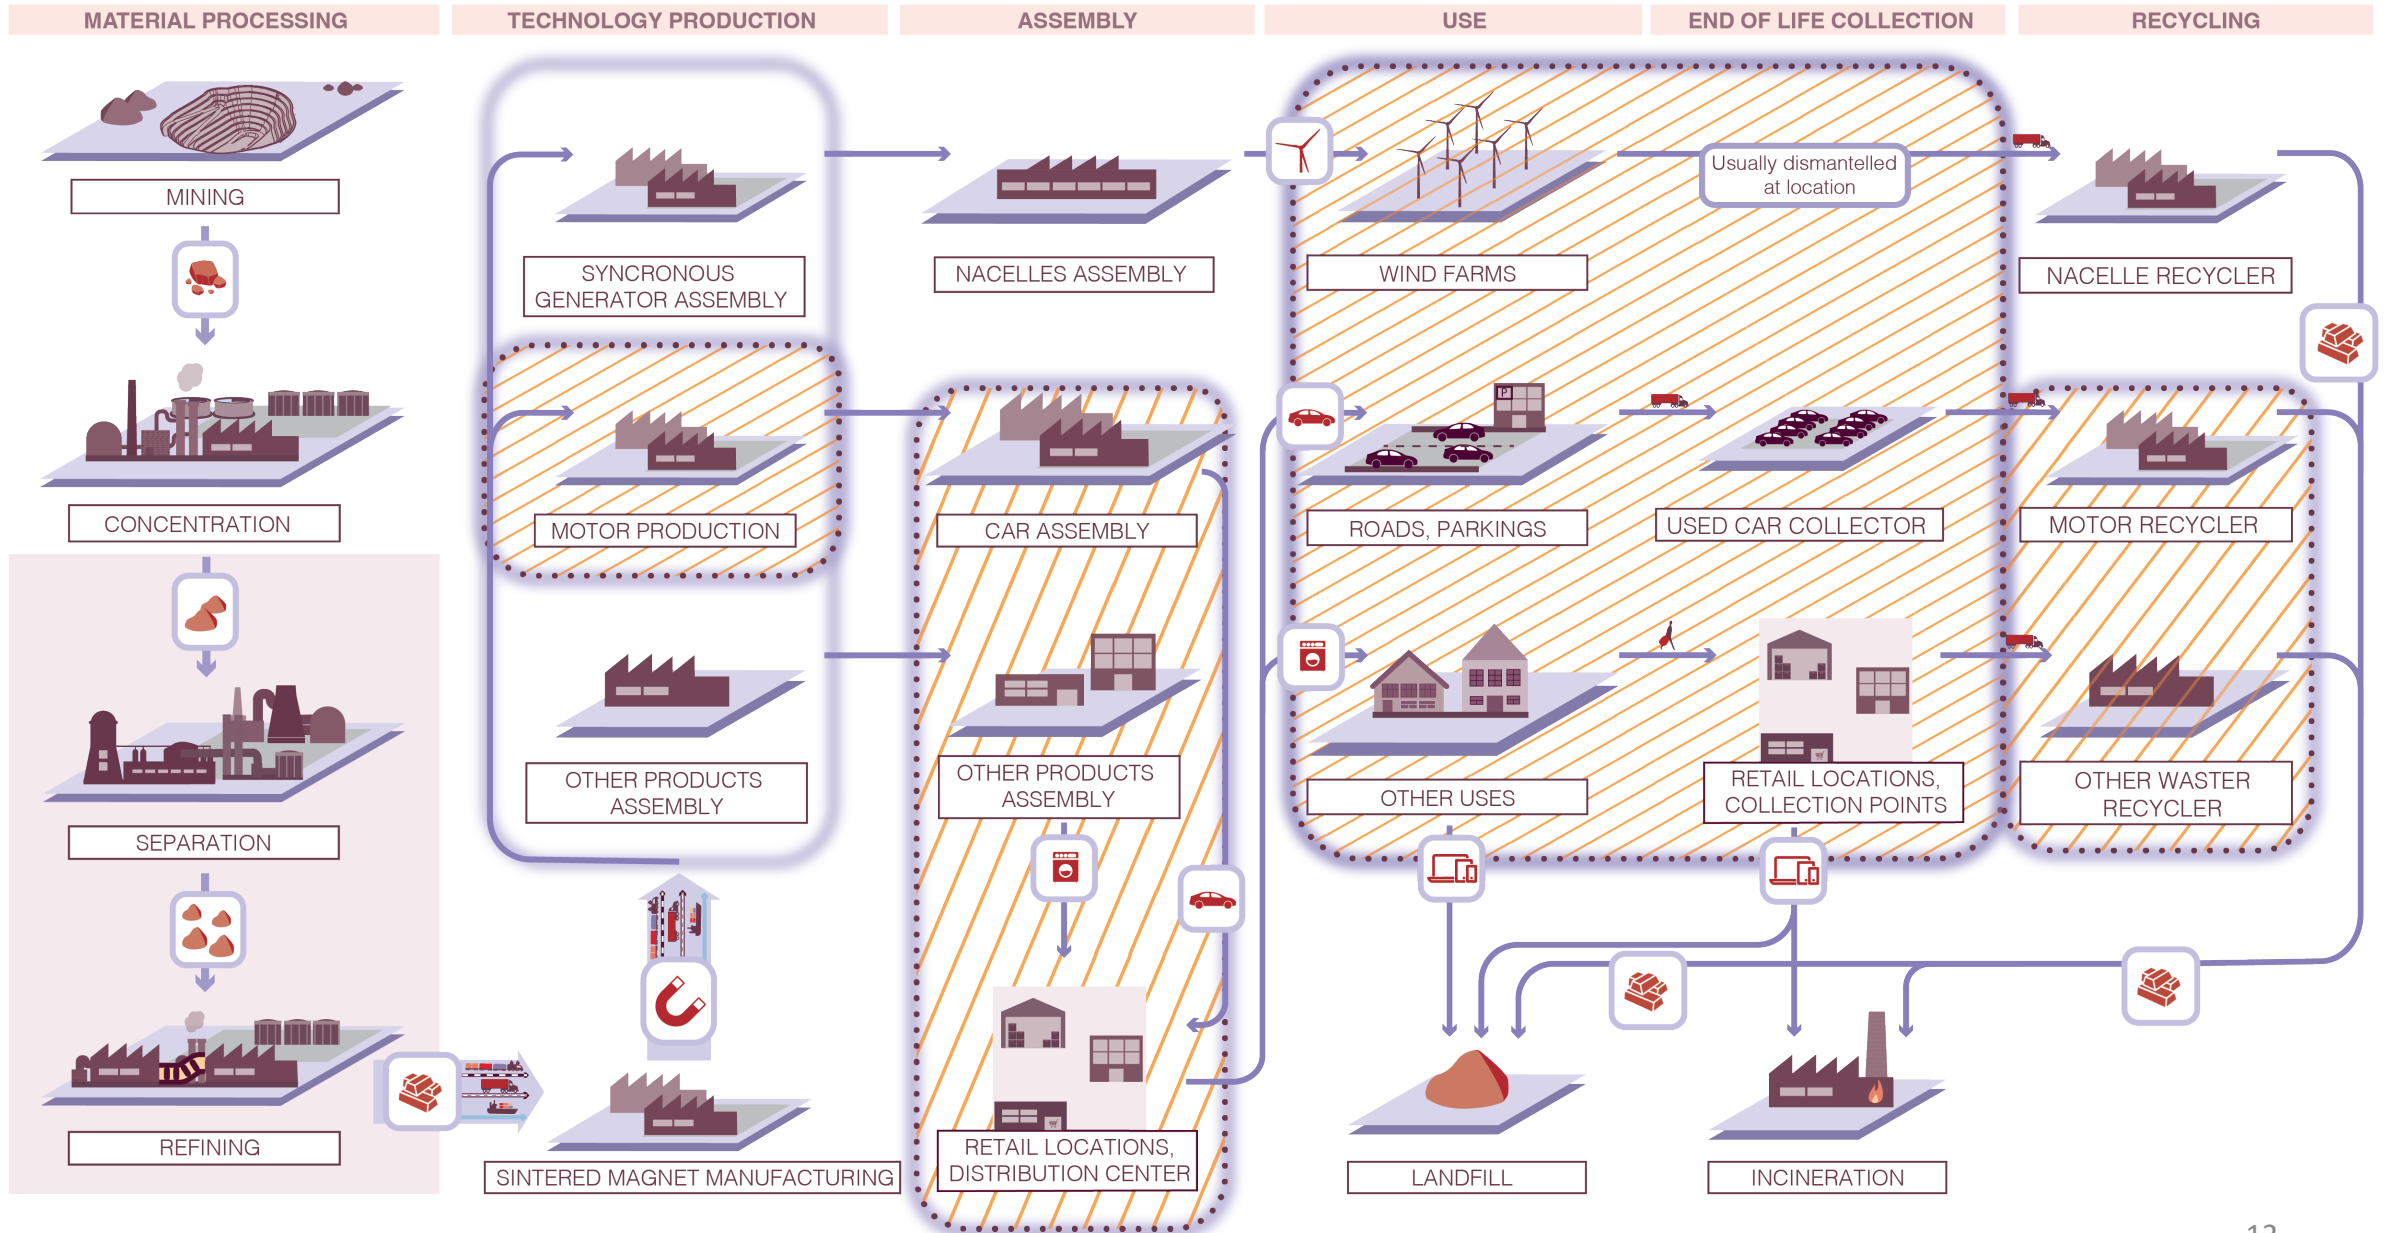 MATERIAL PROCESSING
TECHNOLOGY PRODUCTION
ASSEMBLY
USE
END OF LIFE COLLECTION
RECYCLING
MINING
SYNCRONOUS
GENERATOR ASSEMBLY
NACELLES ASSEMBLY
WIND FARMS
Usually dismantelled
at location
NACELLE RECYCLER
CONCENTRATION
MOTOR PRODUCTION
CAR ASSEMBLY
P
ROADS, PARKINGS
USED CAR COLLECTOR
MOTOR RECYCLER
SEPARATION
OTHER PRODUCTS
ASSEMBLY
OTHER PRODUCTS
ASSEMBLY
OTHER USES
RETAIL LOCATIONS,
COLLECTION POINTS
OTHER WASTER
RECYCLER
REFINING
SINTERED MAGNET MANUFACTURING
RETAIL LOCATIONS,
DISTRIBUTION CENTER
LANDFILL
INCINERATION